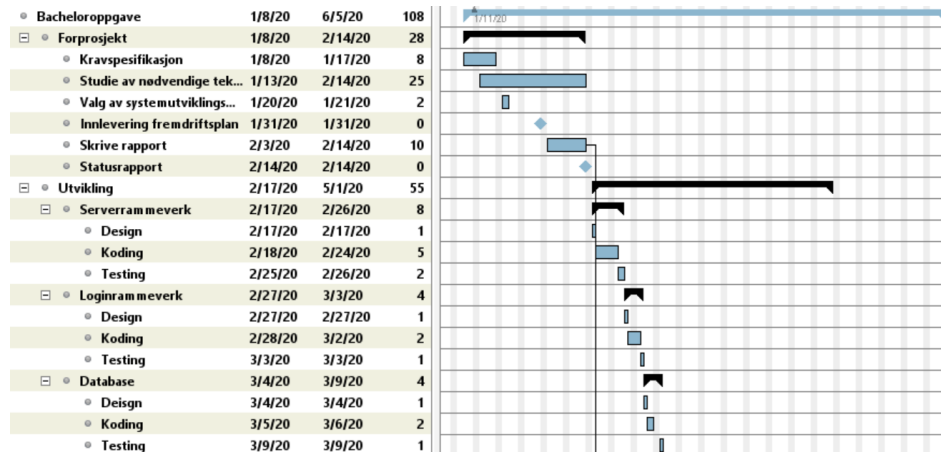 Bacheloroppgave 1/8/20 6/5/20 108
1/11/20
Forprosjekt 1/8/20 2/14/20 28
Kravspesifikasjon 1/8/20 1/17/20 8
Studie av nødvendige tek... 1/13/20 2/14/20 25
Valg av systemutviklings... 1/20/20 1/21/20 2
Innlevering fremdriftsplan 1/31/20 1/31/20 0
Skrive rapport 2/3/20 2/14/20 10
Statusrapport 2/14/20 2/14/20 0
Utvikling 2/17/20 5/1/20 55
Serverrammeverk 2/17/20 2/26/20 8
Design 2/17/20 2/17/20 1
Koding 2/18/20 2/24/20 5
Testing 2/25/20 2/26/20 2
Loginrammeverk 2/27/20 3/3/20 4
Design 2/27/20 2/27/20 1
Koding 2/28/20 3/2/20 2
Testing 3/3/20 3/3/20 1
Database 3/4/20 3/9/20 4
Deisgn 3/4/20 3/4/20 1
Koding 3/5/20 3/6/20 2
Testing 3/9/20 3/9/20 1